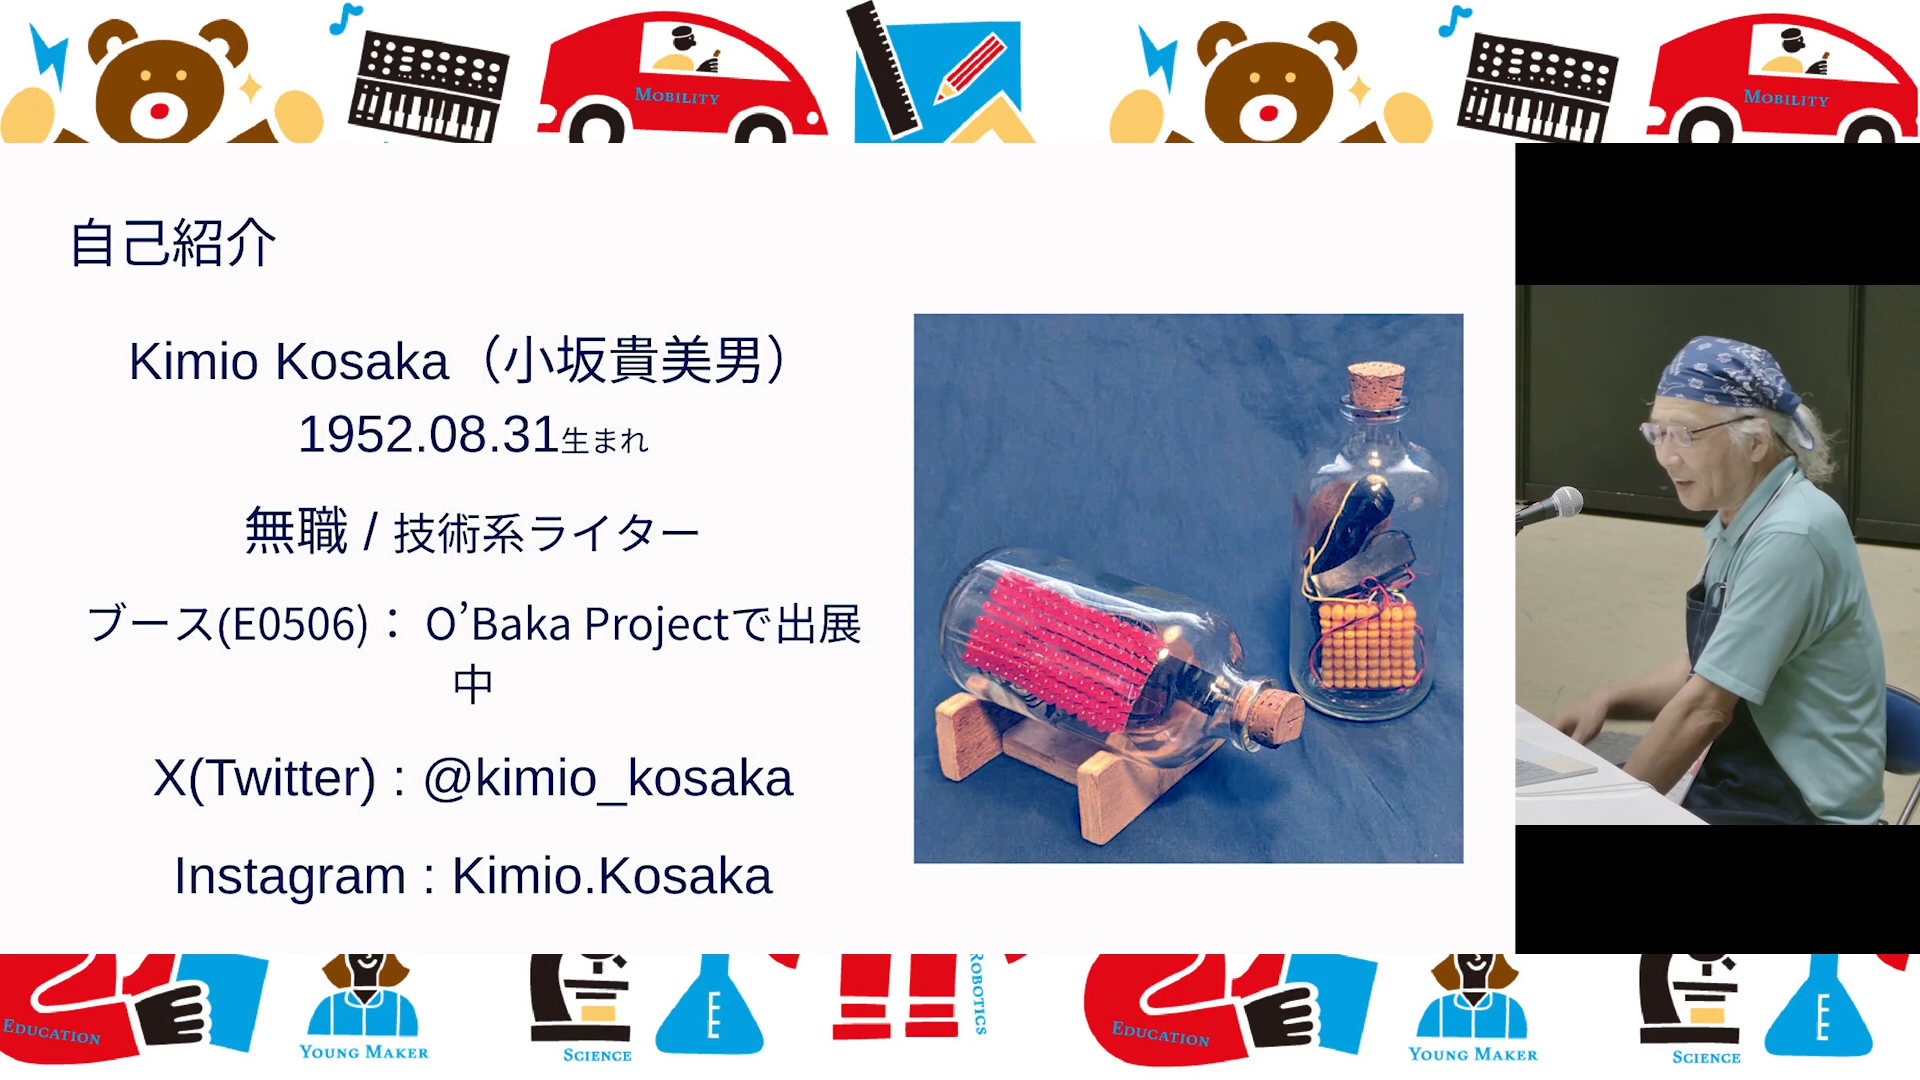 MOBILITY
MOBILITY
自己紹介
Kimio Kosaka（小坂貴美男）
1952.08.31生まれ
無職 / 技術系ライター
ブース(E0506)： O’Baka Projectで出展
中
X(Twitter) : @kimio_kosaka
Instagram : Kimio.Kosaka
EDUCATION
YOUNG MAKER
SCIENCE
E
ROBOTICS
EDUCATION
YOUNG MAKER
SCIENCE
E